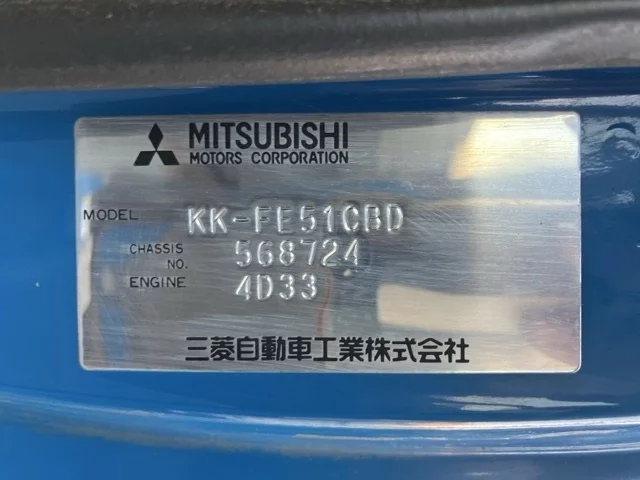 MITSUBISHI
MOTORS CORPORATION
MODEL KK-FE51CBD
CHASSIS NO. 568724
ENGINE 4D33
三菱自動車工業株式会社